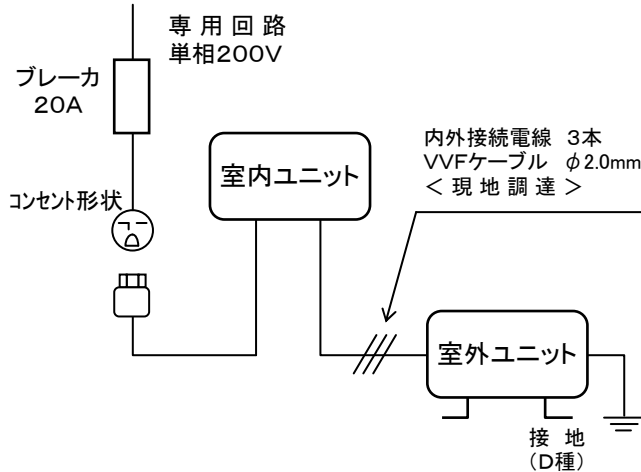 専用回路
単相200V
ブレーカ
20A
コンセント形状
室内ユニット
内外接続電線 3本
VVFケーブル φ2.0mm
<現地調達>
室外ユニット
接 地
(D種)